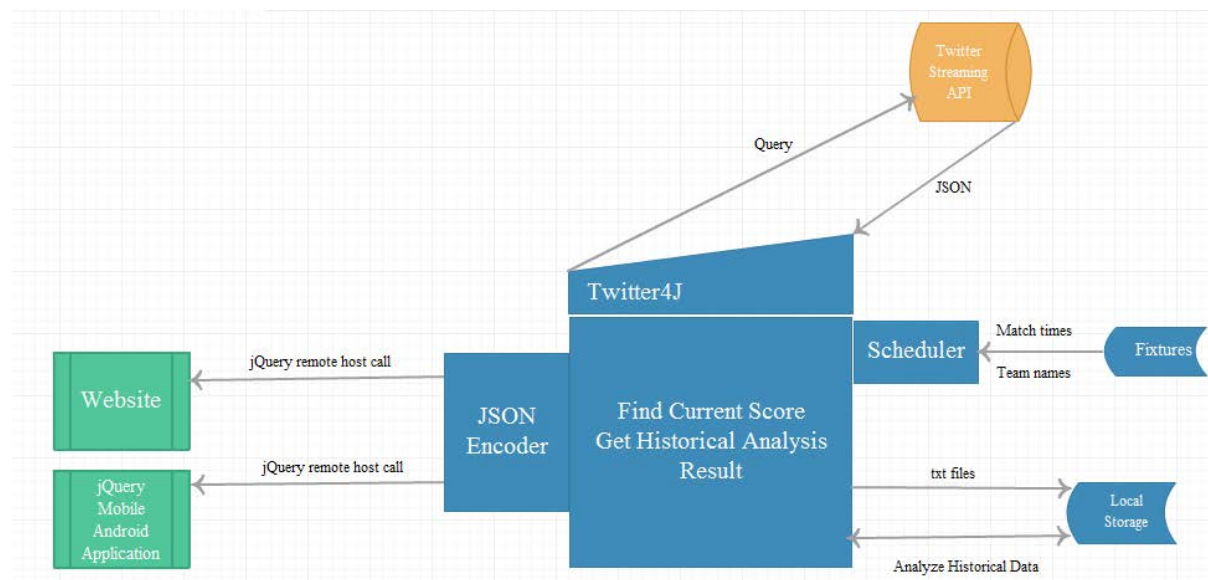 Twitter
Streaming
API
Query
JSON
Twitter4J
Scheduler
Match times
Team names
Fixtures
jQuery remote host call
Website
JSON
Encoder
Find Current Score
Get Historical Analysis
Result
jQuery remote host call
jQuery
Mobile
Android
Application
txt files
Local
Storage
Analyze Historical Data